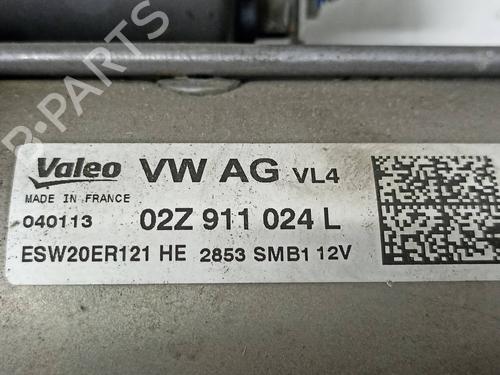 B-PARTS
Valeo VW AG VL4
MADE IN FRANCE
040113 02Z 911 024 L
ESW20ER121 HE 2853 SMB1 12V